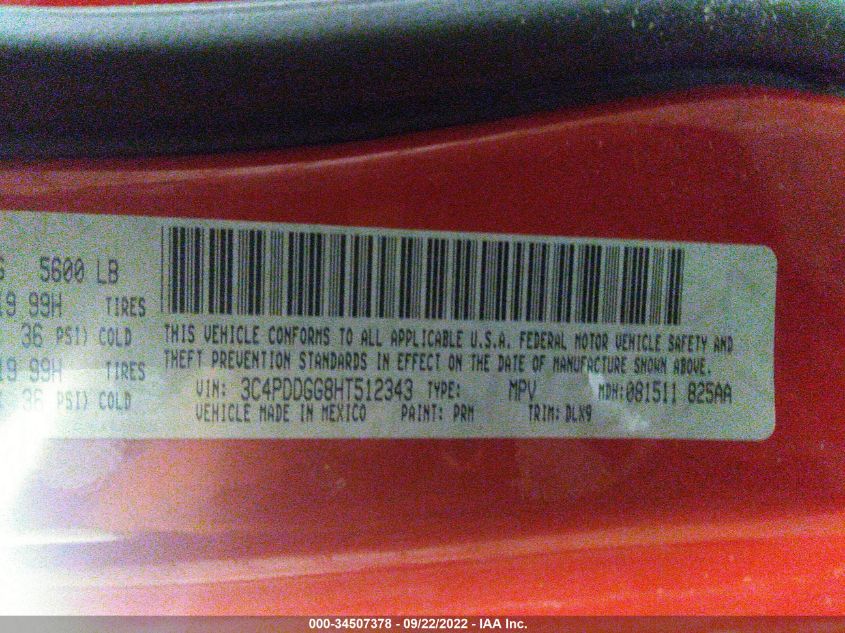 5600 LB
19 99H TIRES
36 PSI) COLD
19 99H TIRES
36 PSI) COLD
THIS VEHICLE CONFORMS TO ALL APPLICABLE U.S.A. FEDERAL MOTOR VEHICLE SAFETY AND
THEFT PREVENTION STANDARDS IN EFFECT ON THE DATE OF MANUFACTURE SHOWN ABOVE.
VIN: 3C4PDDGG8HT512343 TYPE: MPV MDH:081511 825AA
VEHICLE MADE IN MEXICO PAINT: PRM TRIM: DLX9
000-34507378 - 09/22/2022 - IAA Inc.